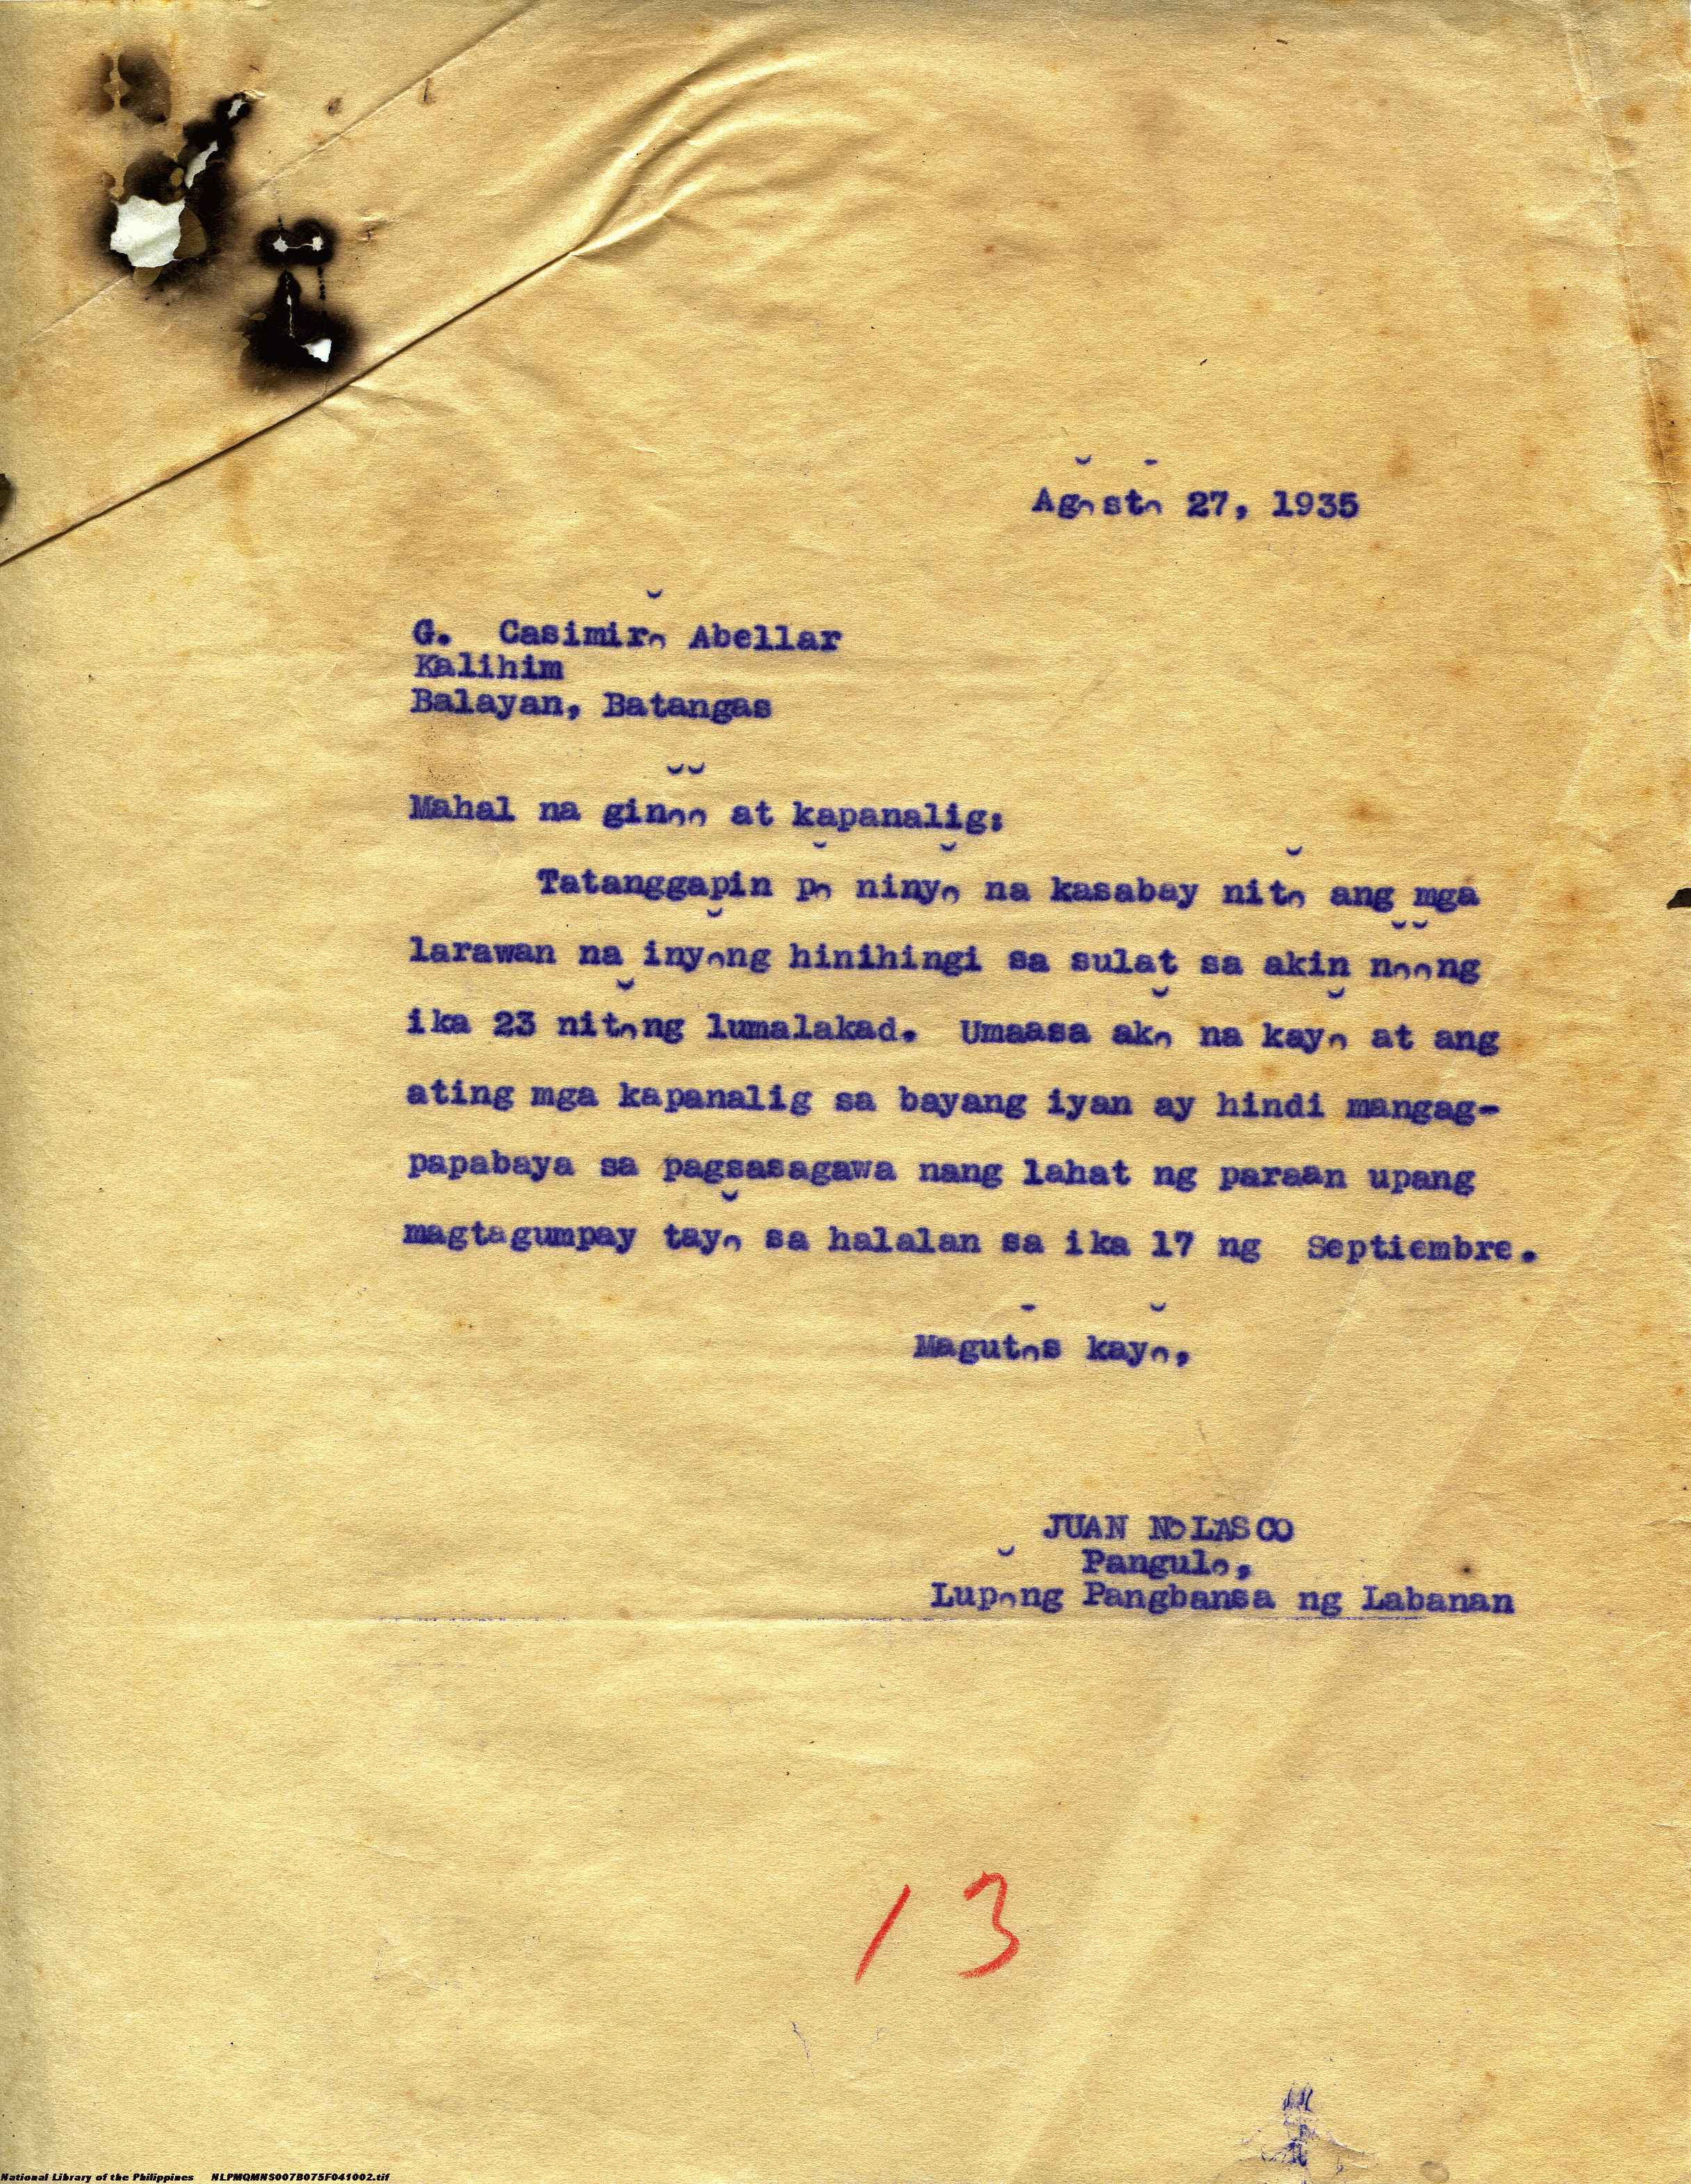 Agosto 27, 1935
G. Casimiro Abellar
Kalihim
Balayan, Batangas
Mahal na ginoo at kapanalig:
Tatanggapin po ninyo na kasabay nito ang mga
larawan na inyong hinihingi sa sulat sa akin noong
ika 23 nitong lumalakad. Umaasa ako na kayo at ang
ating mga kapanalig sa bayang iyan ay hindi mangag-
papabaya sa pagsasagawa nang lahat ng paraan upang
magtagumpay tayo sa halalan sa ika 17 ng Septiembre.
Magutos kayo,
JUAN NOLASCO
Pangulo,
Lupong Pangbansa ng Labanan
13
National Library of the Philippines NLPMQMNS007B075F041002.tif